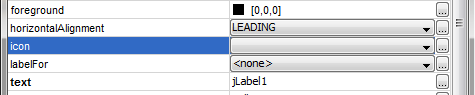 foreground [0,0,0] ...
horizontalAlignment LEADING ...
icon ...
labelFor <none> ...
text jLabel1 ...